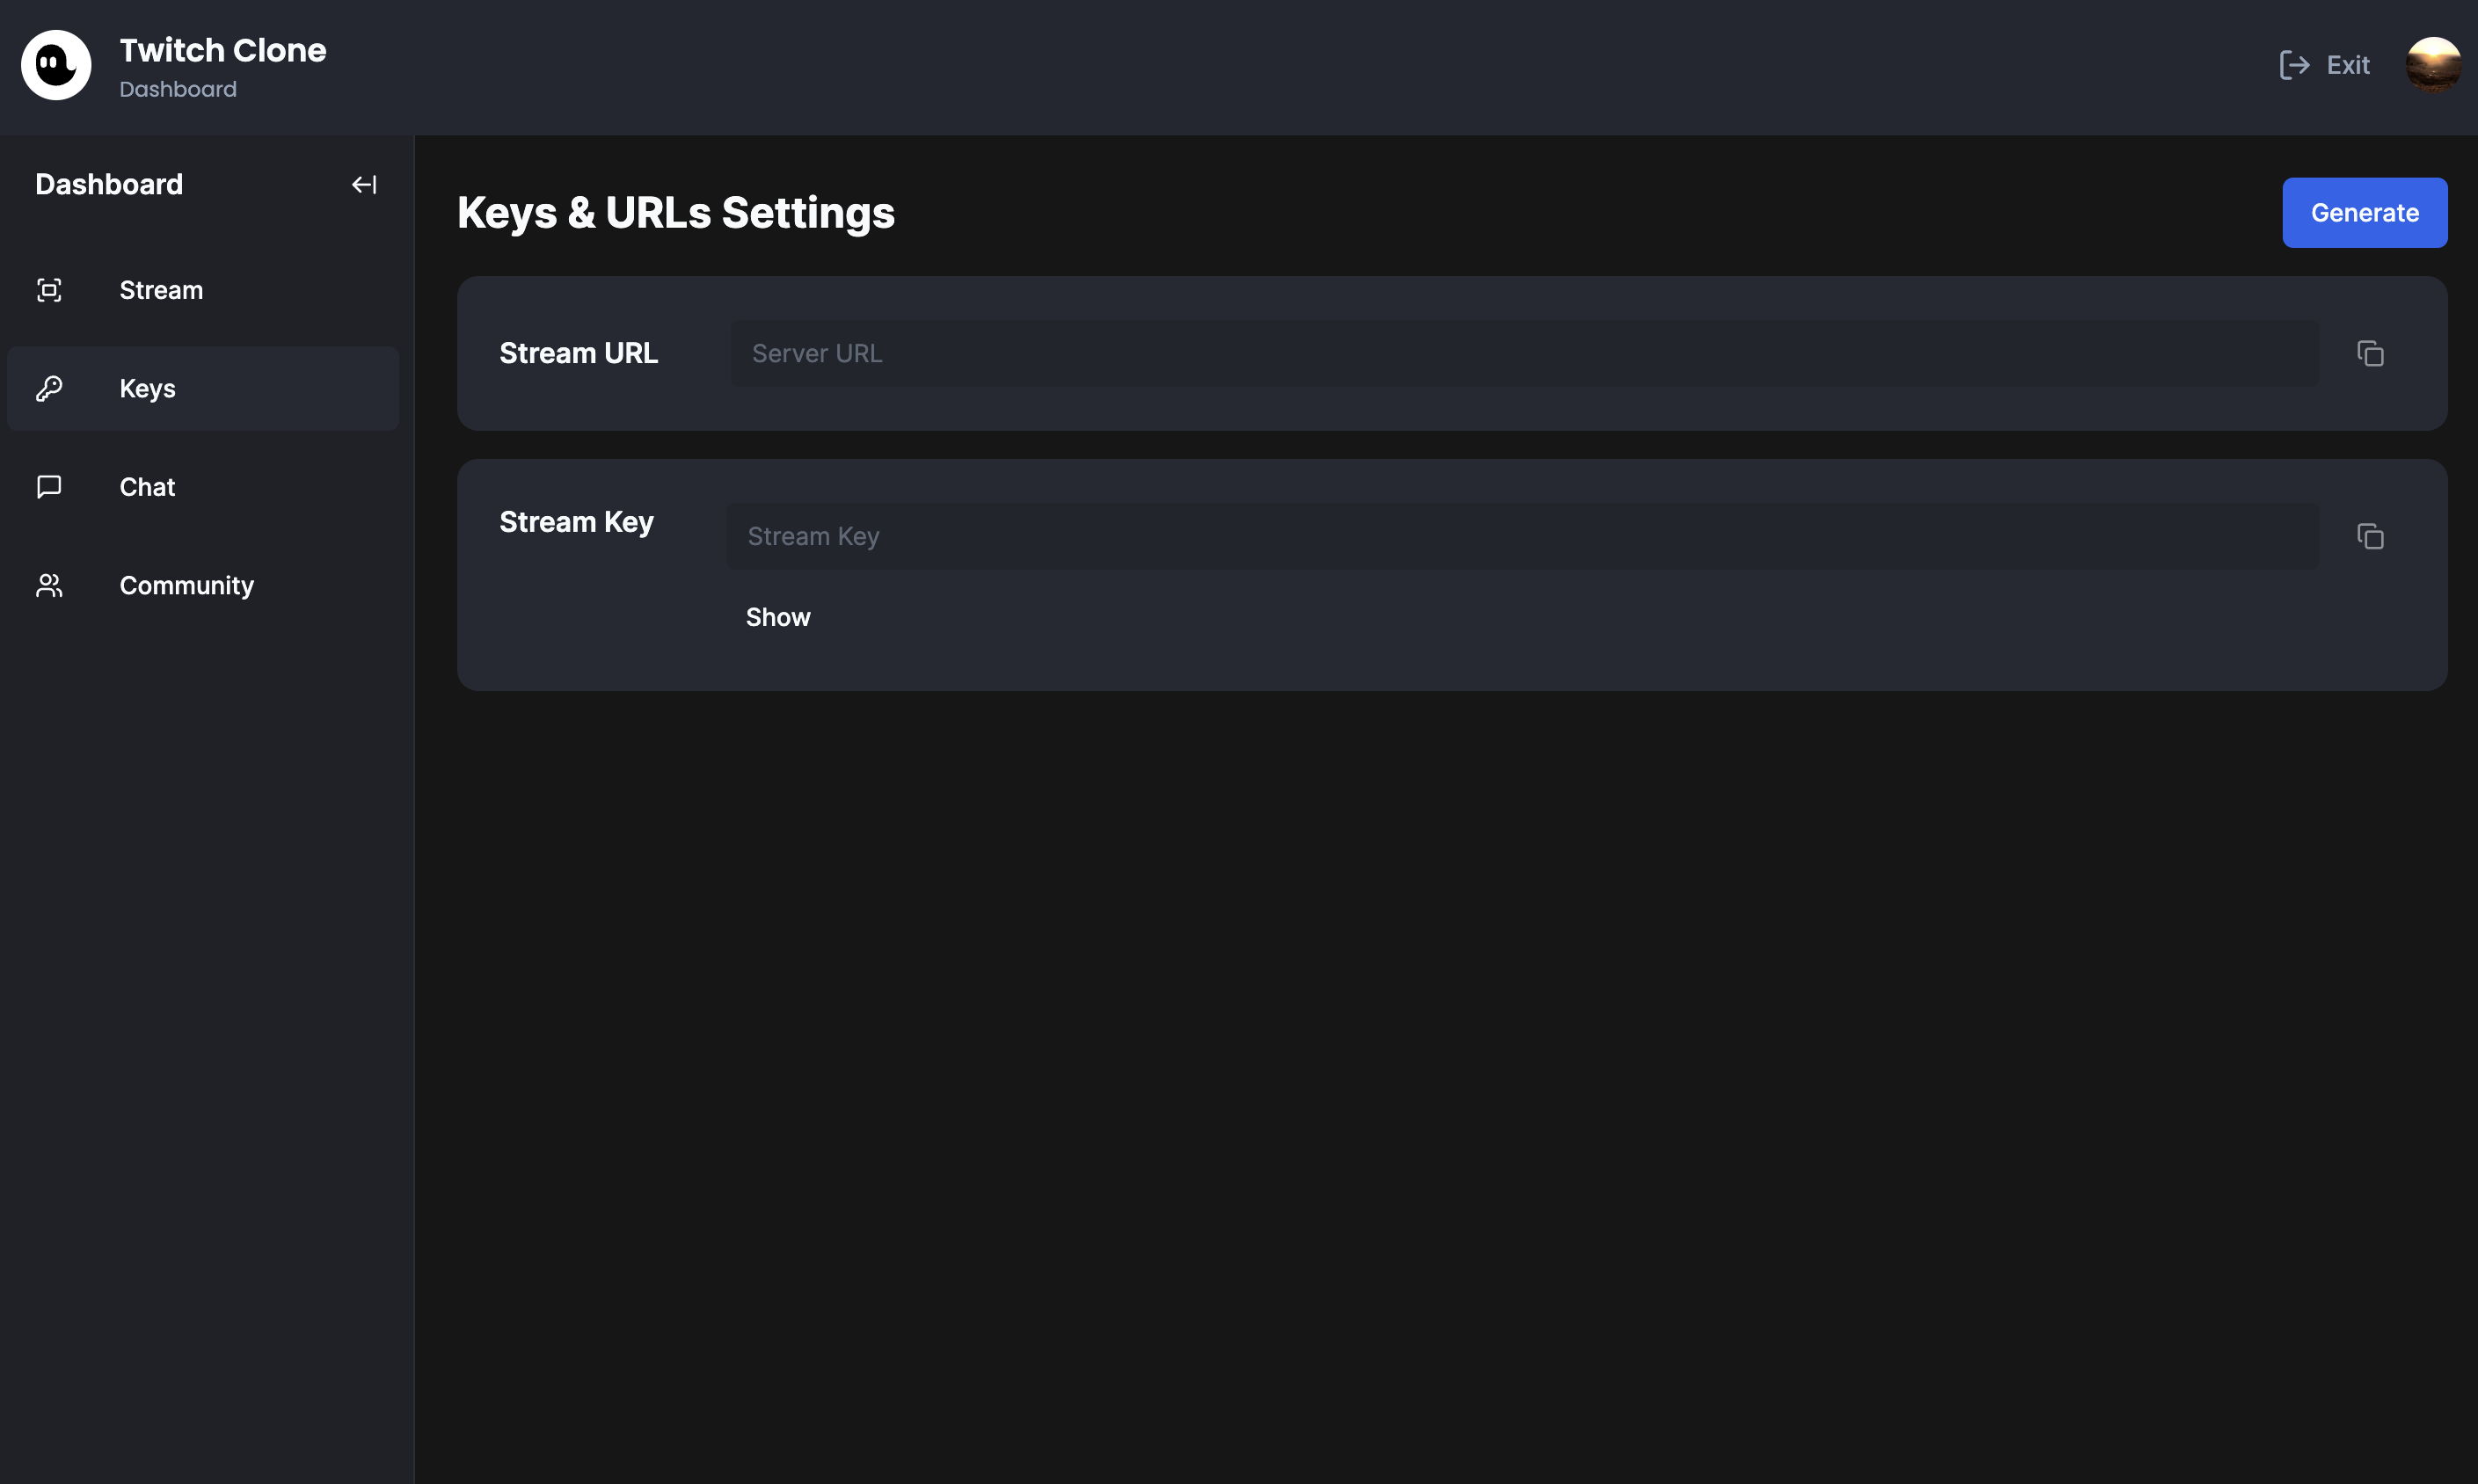 Twitch Clone
Dashboard
Exit
Dashboard
Stream
Keys
Chat
Community
Keys & URLs Settings
Generate
Stream URL
Server URL
Stream Key
Stream Key
Show